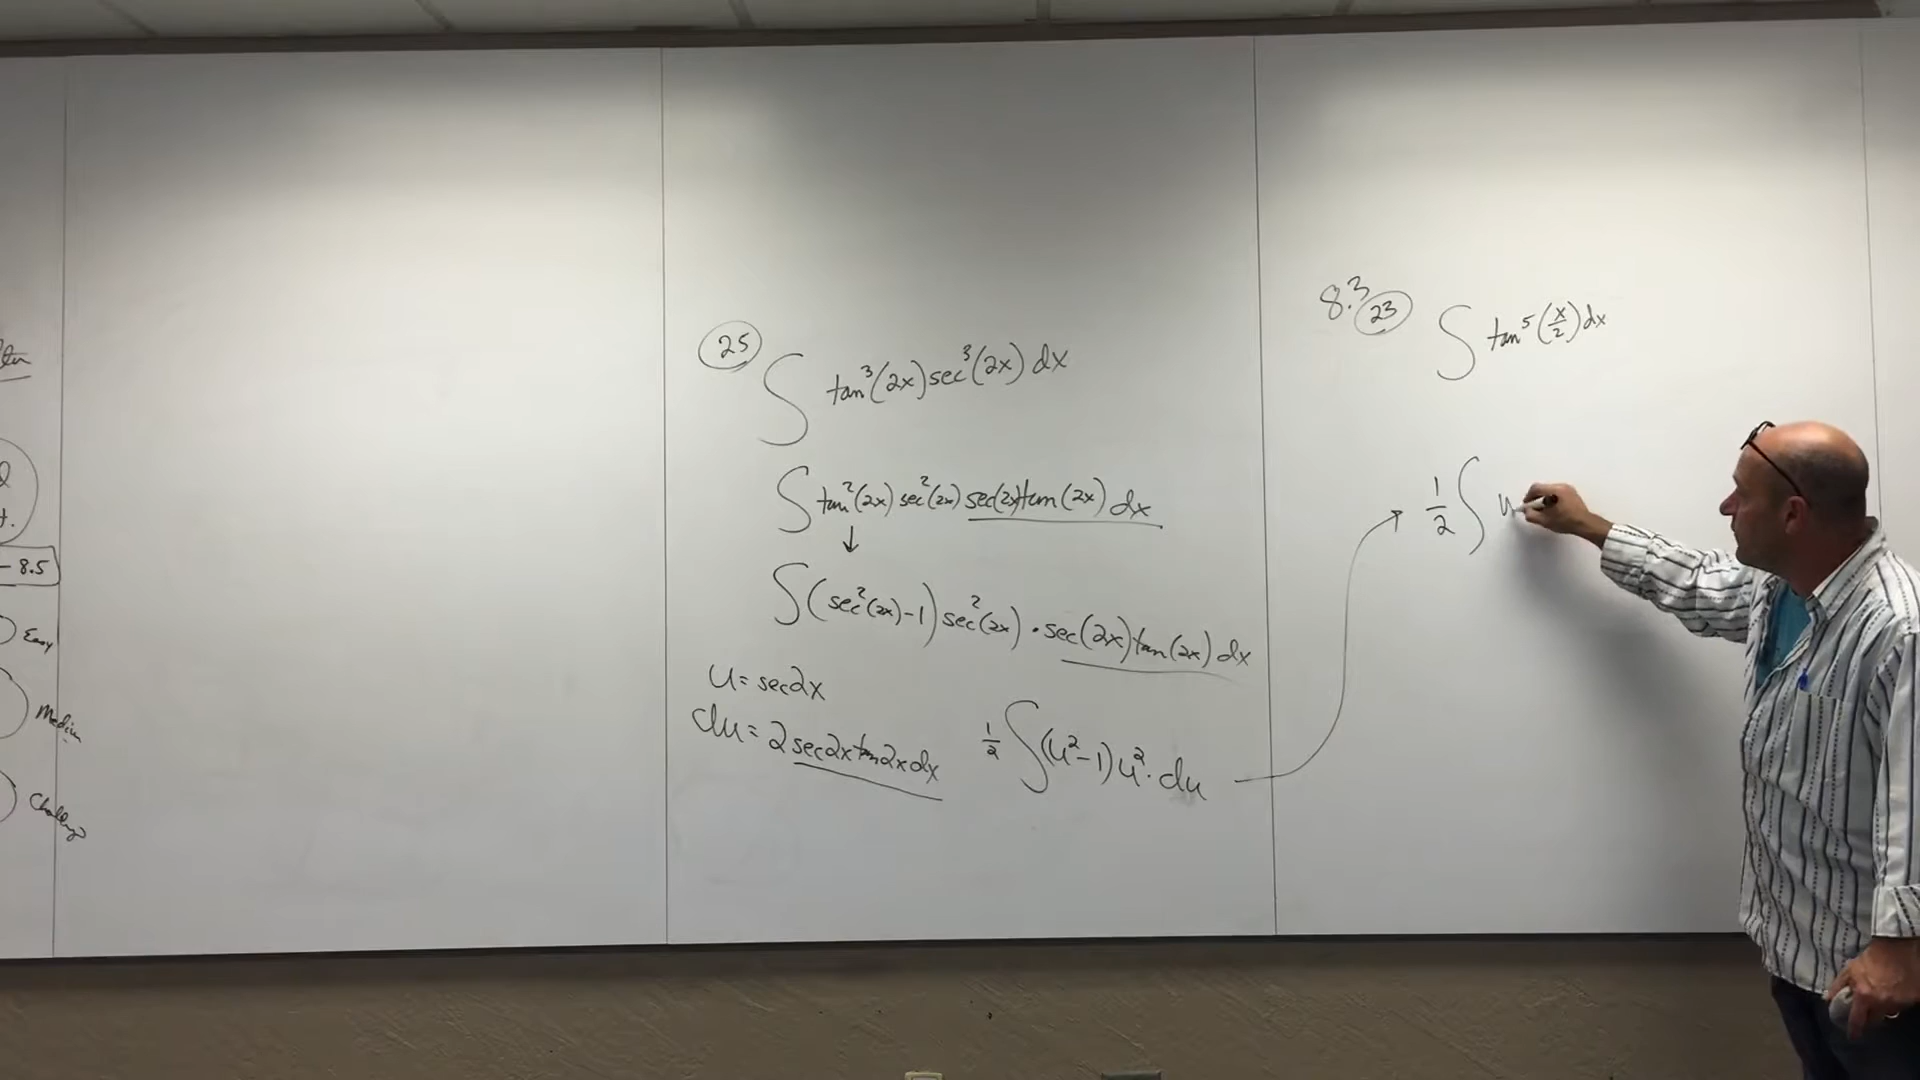 - 8.5
Easy
Medium
Challenge
25
∫ tan³(2x) sec³(2x) dx
∫ tan²(2x) sec²(2x) sec(2x) tan(2x) dx
↓
∫ (sec²(2x) - 1) sec²(2x) · sec(2x) tan(2x) dx
u = sec2x
du = 2 sec2x tan2x dx
1/2 ∫ (u² - 1) u² · du
8.3
23
∫ tan⁵(x/2) dx
1/2 ∫ u